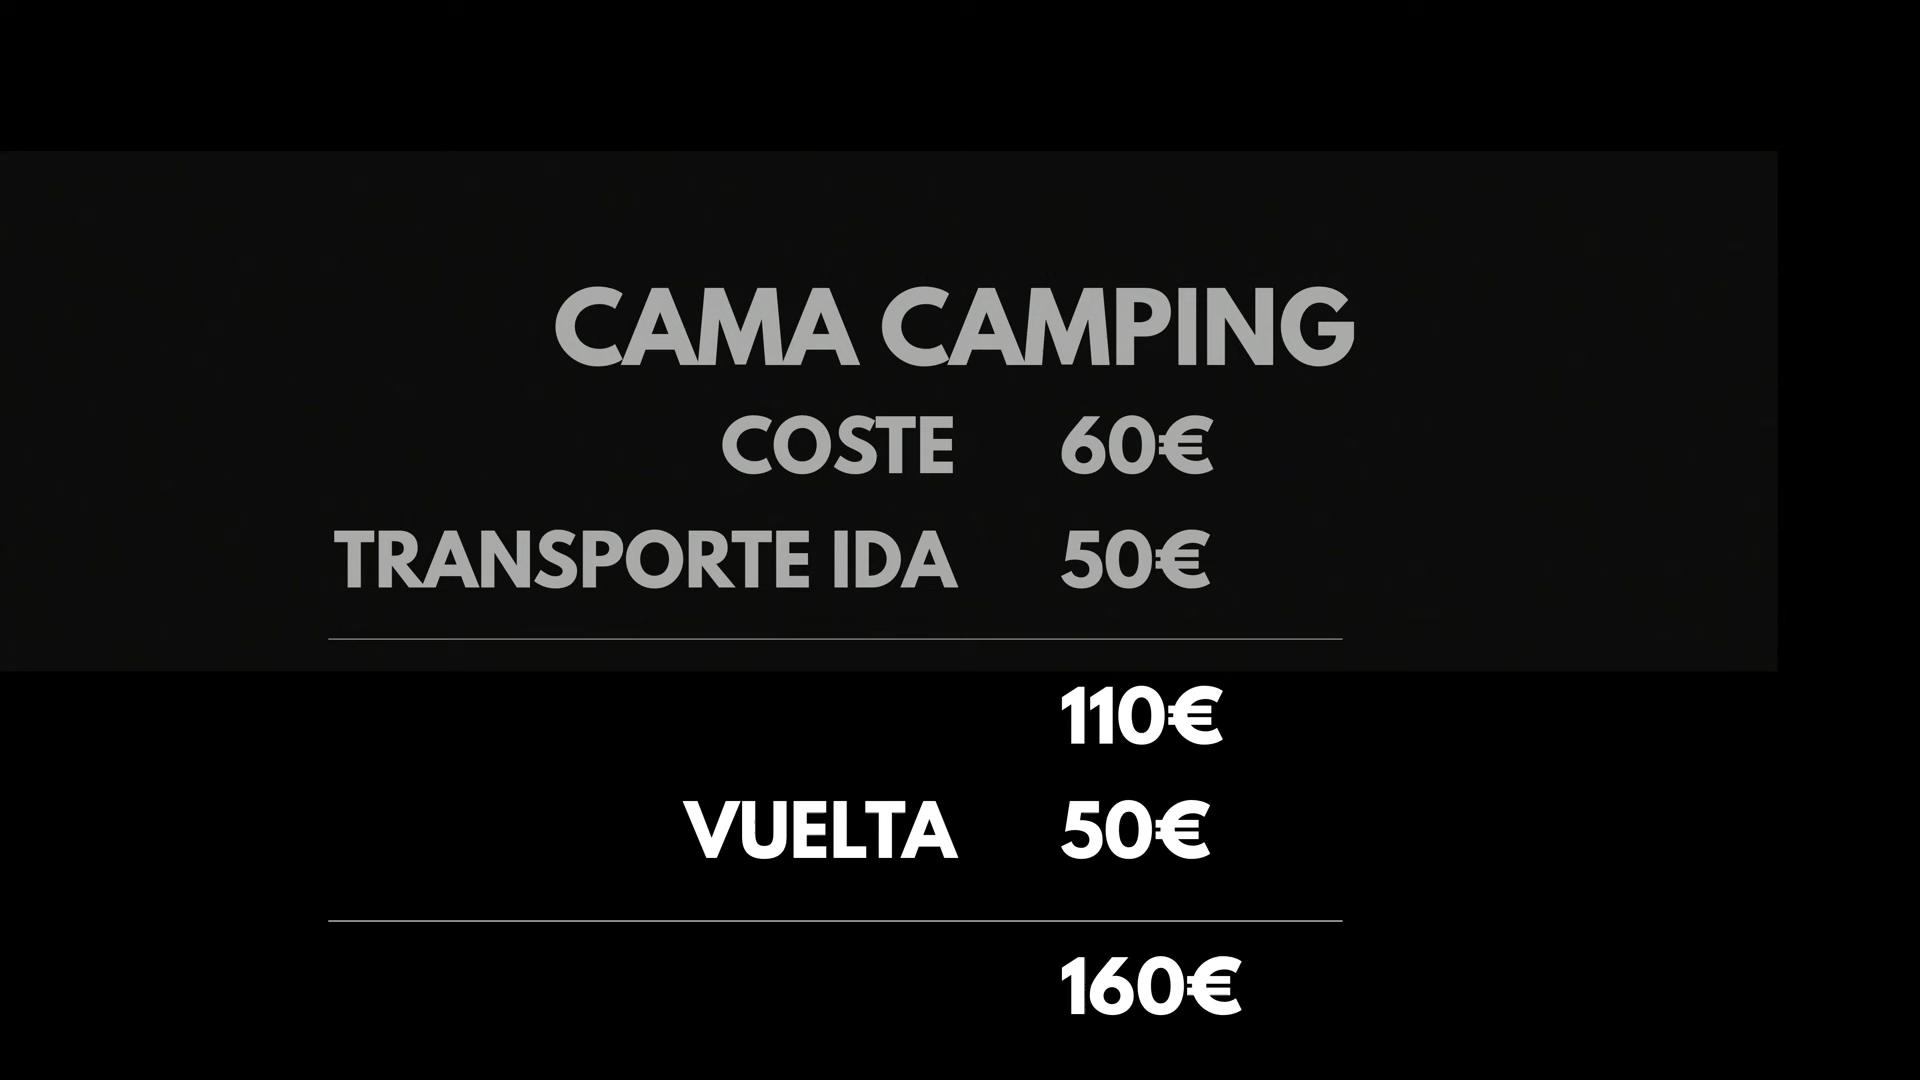 CAMA CAMPING
COSTE 60€
TRANSPORTE IDA 50€
110€
VUELTA 50€
160€